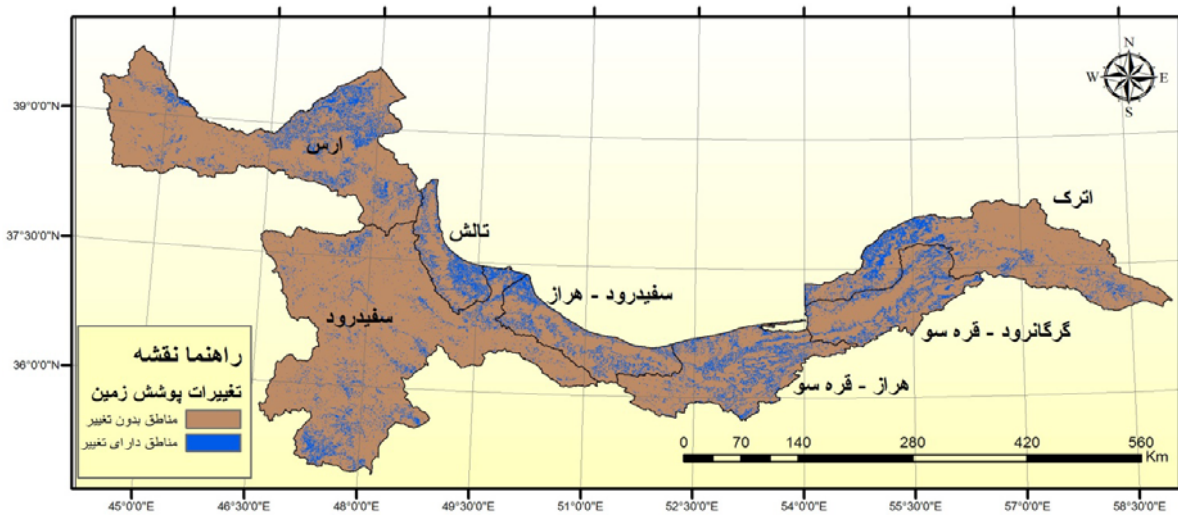 N
W E
S
39°0'0"N
37°30'0"N
36°0'0"N
ارس
تالش
سفیدرود
سفیدرود - هراز
هراز - قره سو
گرگانرود - قره سو
اترک
راهنما نقشه
تغییرات پوشش زمین
مناطق بدون تغییر
مناطق دارای تغییر
0 70 140 280 420 560
Km
45°0'0"E 46°30'0"E 48°0'0"E 49°30'0"E 51°0'0"E 52°30'0"E 54°0'0"E 55°30'0"E 57°0'0"E 58°30'0"E